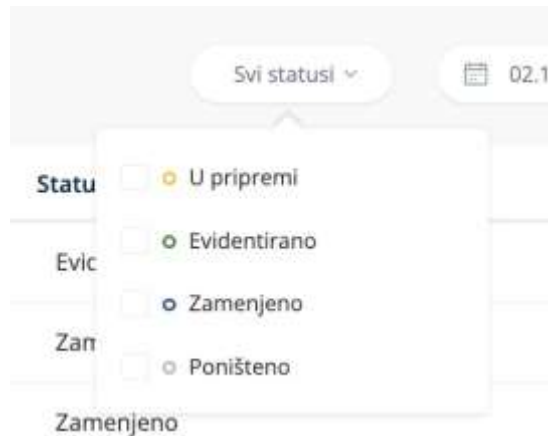 Svi statusi
02.1
Statu
U pripremi
Evidentirano
Evic
Zamenjeno
Zam
Poništeno
Zamenjeno